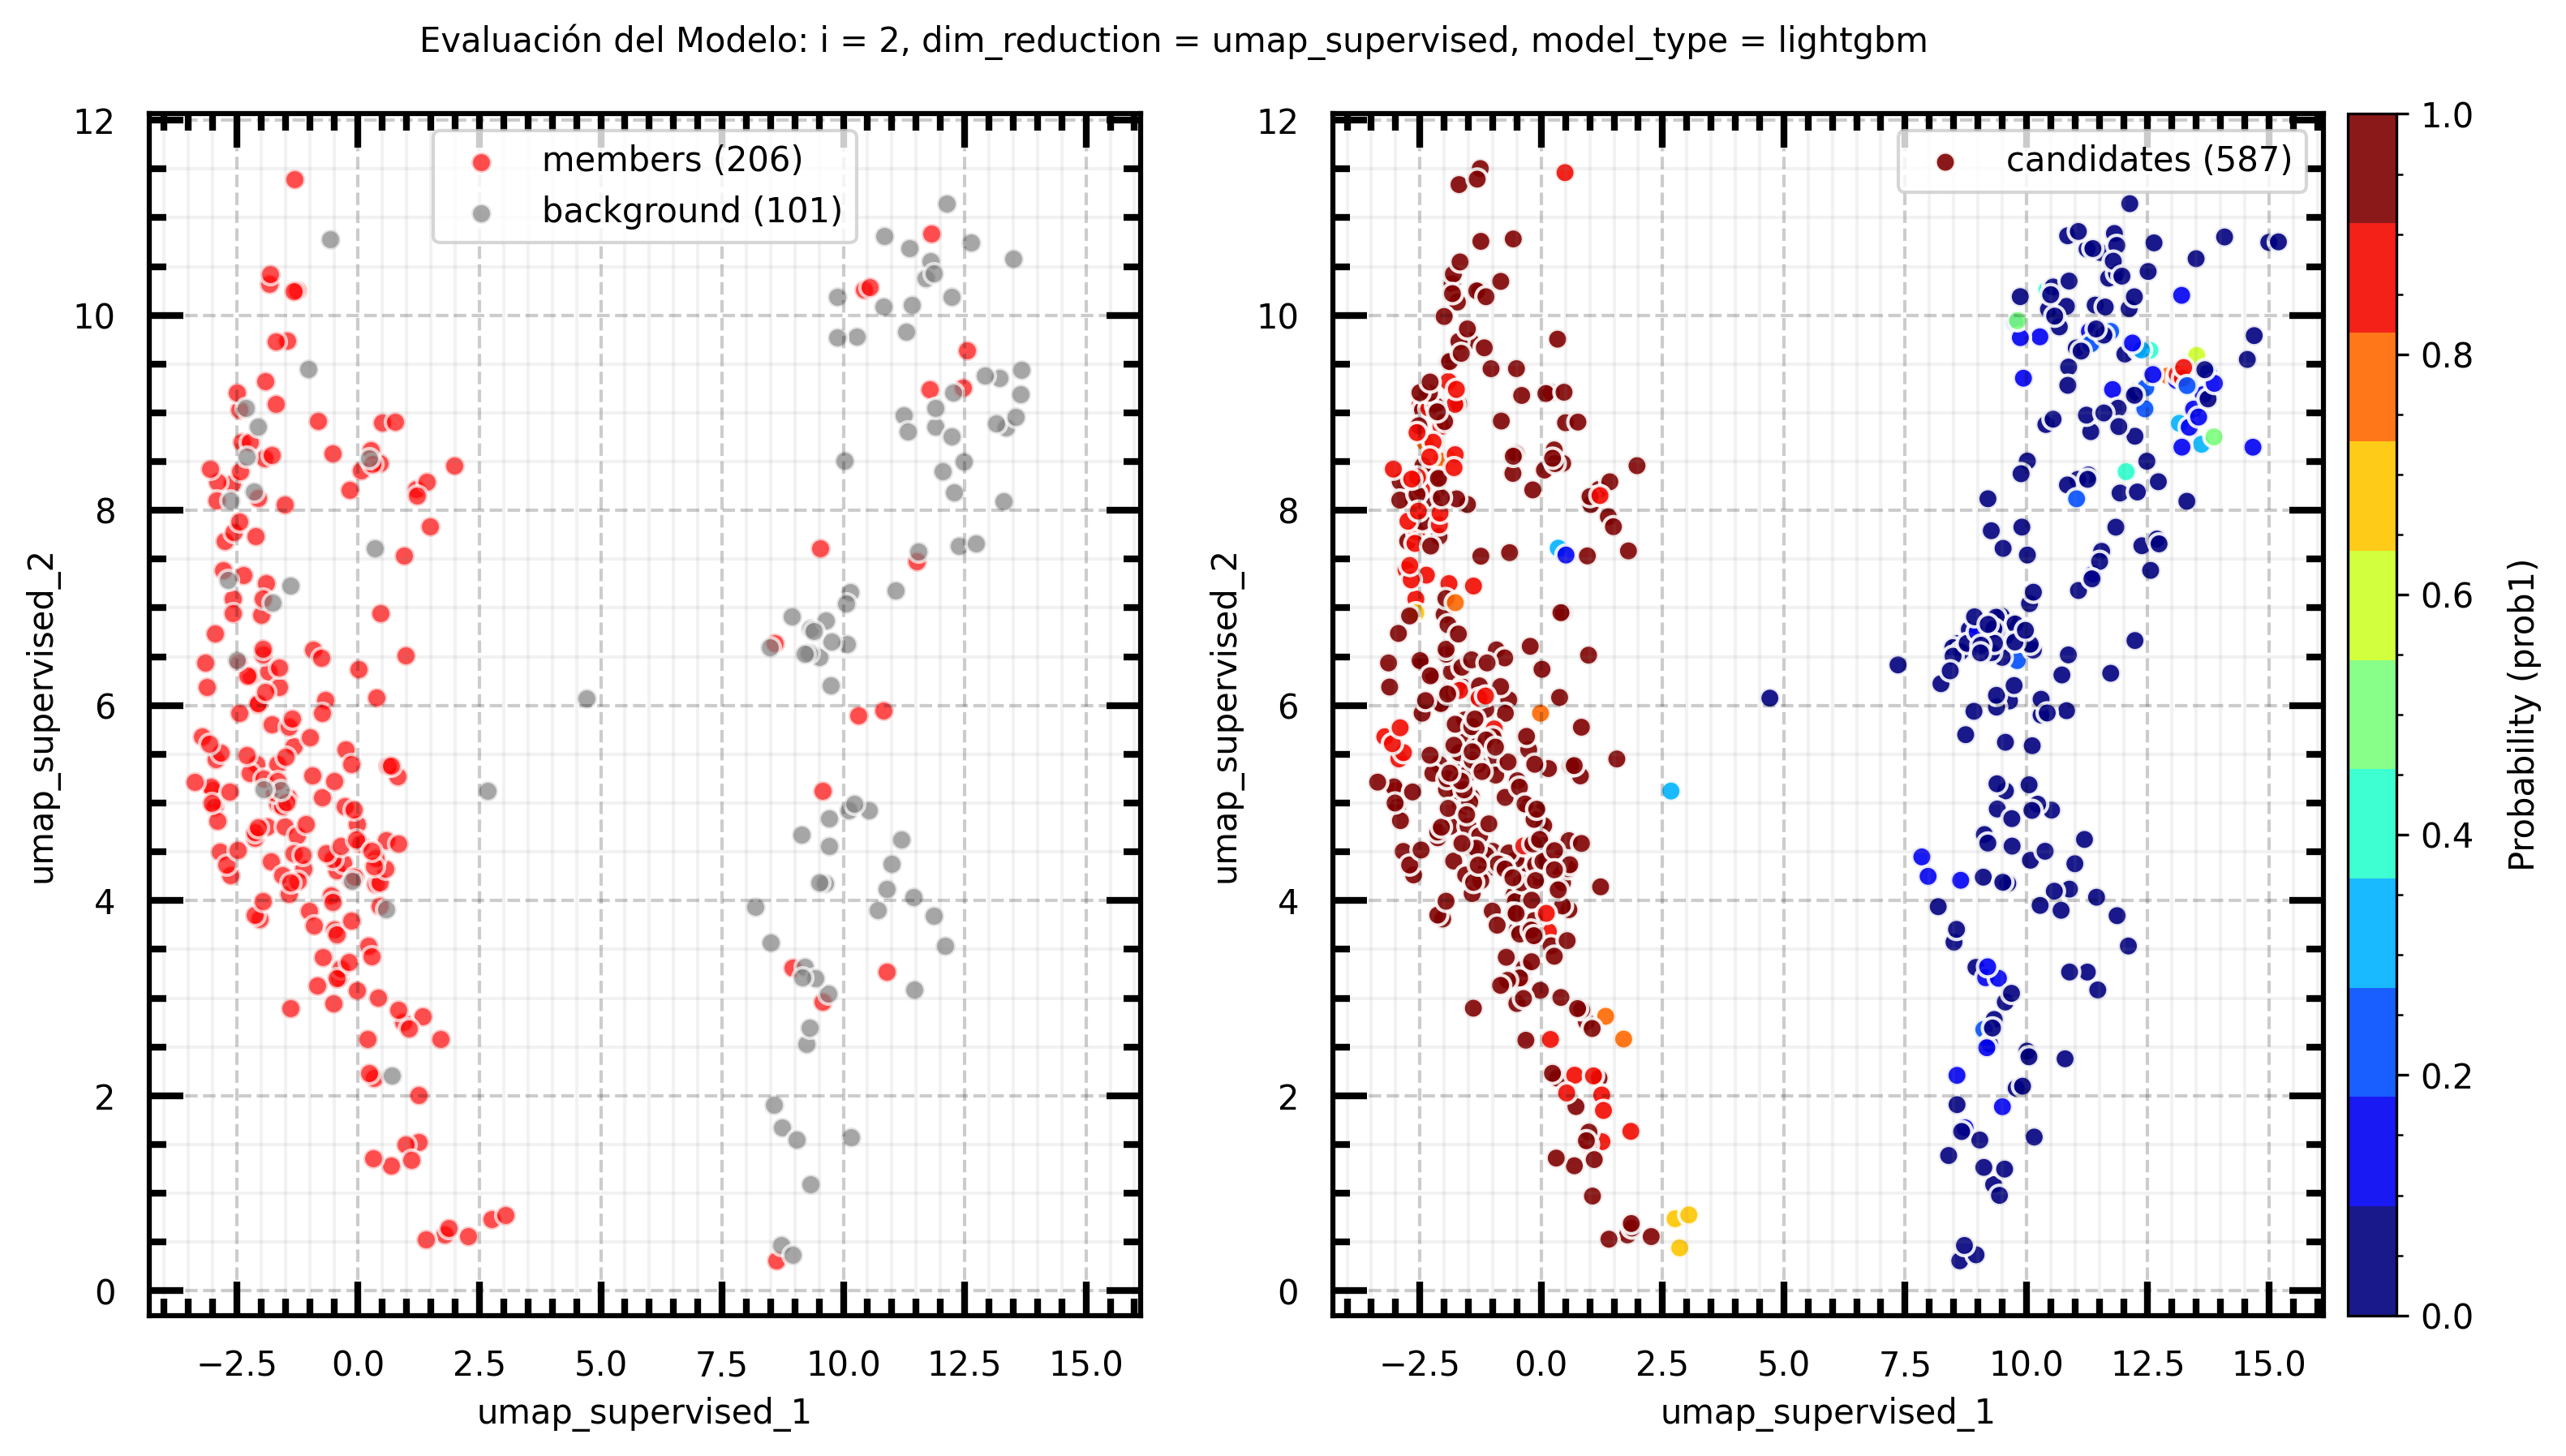 Evaluación del Modelo: i = 2, dim_reduction = umap_supervised, model_type = lightgbm
members (206)
background (101)
12
10
8
6
4
2
0
umap_supervised_2
−2.5 0.0 2.5 5.0 7.5 10.0 12.5 15.0
umap_supervised_1
candidates (587)
12
10
8
6
4
2
0
umap_supervised_2
−2.5 0.0 2.5 5.0 7.5 10.0 12.5 15.0
umap_supervised_1
1.0
0.8
0.6
0.4
0.2
0.0
Probability (prob1)